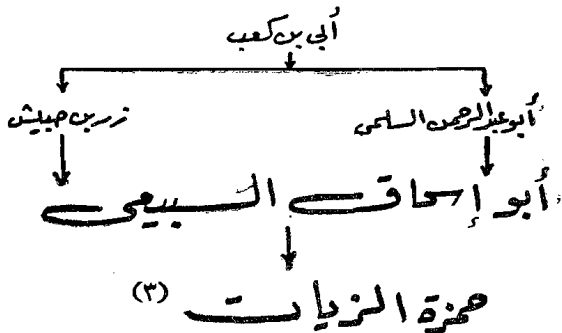 أبي بن كعب
أبو عبد الرحمن السلمي زر بن حبيش
أبو إسحاق السبيعي
حمزة الزيات (٣)